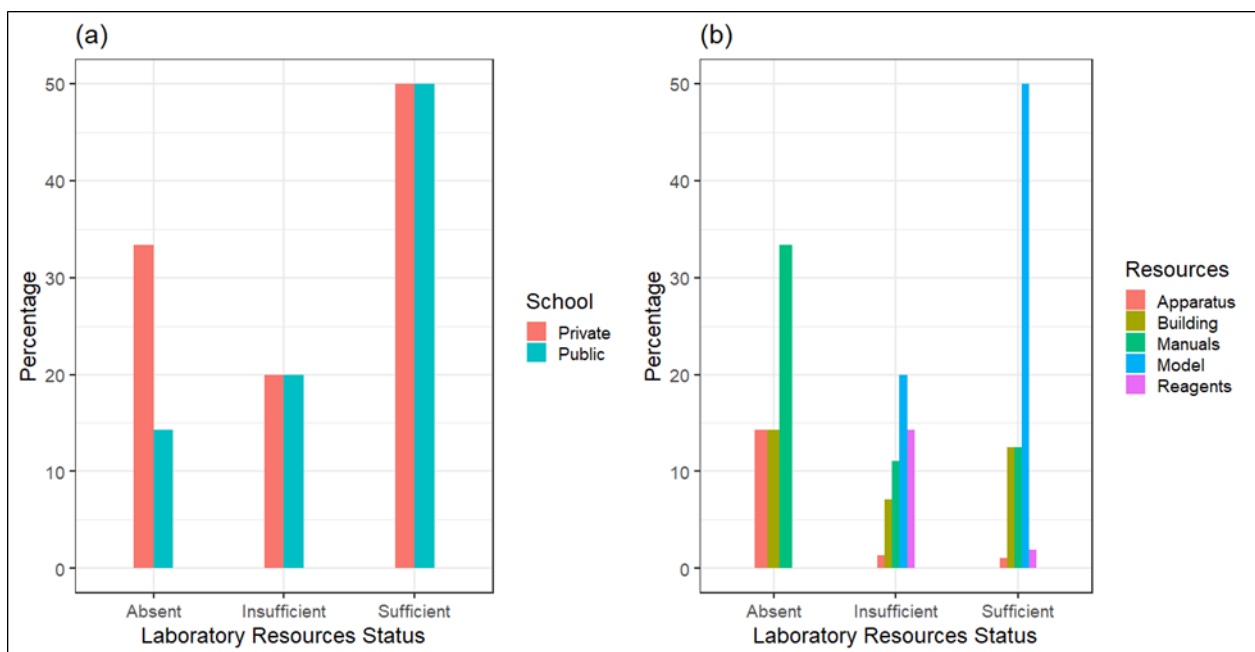 (a)
50
40
30
20
10
0
Percentage
Absent Insufficient Sufficient
Laboratory Resources Status
School
Private
Public
(b)
50
40
30
20
10
0
Percentage
Absent Insufficient Sufficient
Laboratory Resources Status
Resources
Apparatus
Building
Manuals
Model
Reagents